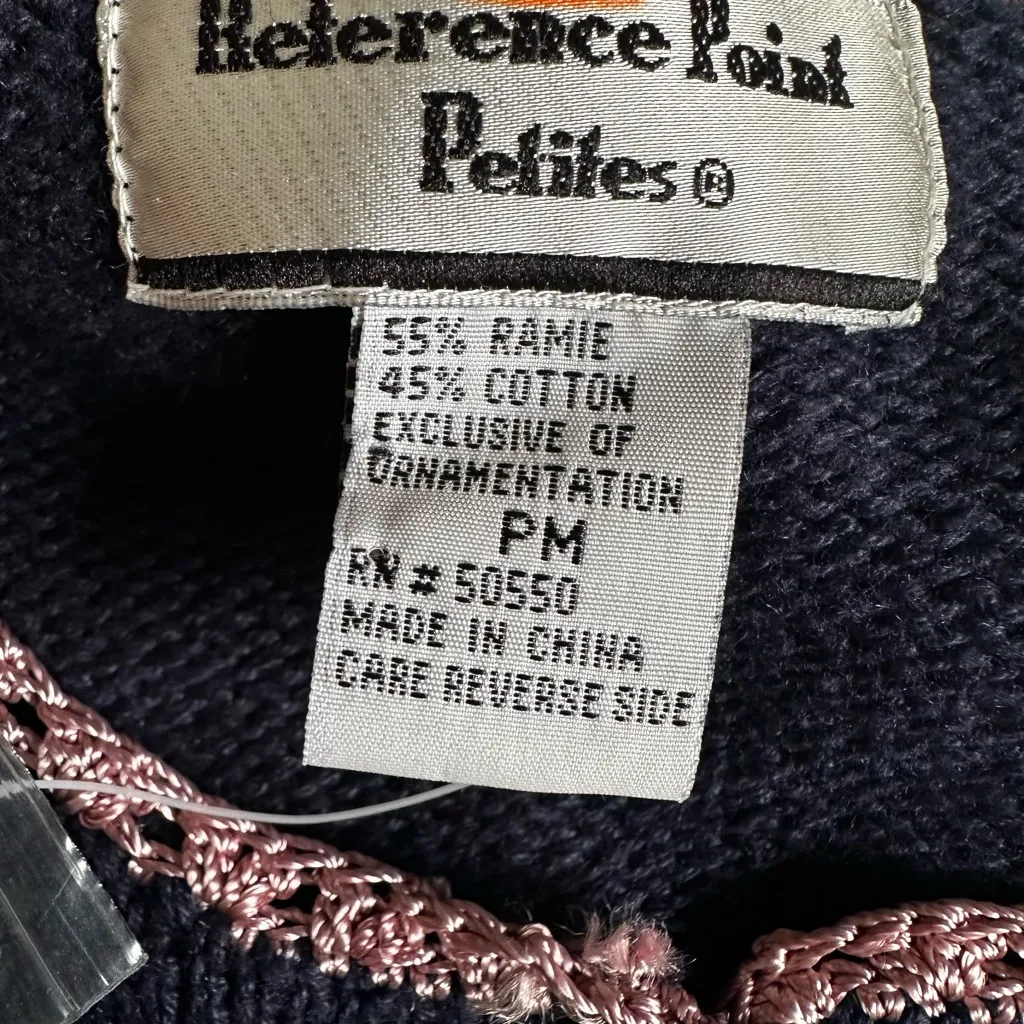 Reference Point
Petites ®
55% RAMIE
45% COTTON
EXCLUSIVE OF
ORNAMENTATION
PM
RN # 50550
MADE IN CHINA
CARE REVERSE SIDE